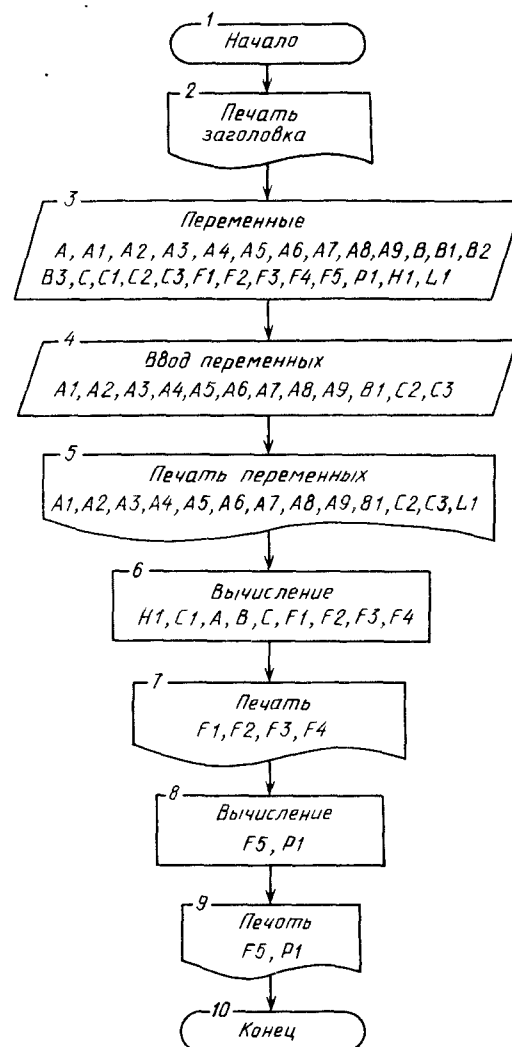 1
Начало
2
Печать
заголовка
3
Переменные
A, A1, A2, A3, A4, A5, A6, A7, A8, A9, B, B1, B2
B3, C, C1, C2, C3, F1, F2, F3, F4, F5, P1, H1, L1
4
Ввод переменных
A1, A2, A3, A4, A5, A6, A7, A8, A9, B1, C2, C3
5
Печать переменных
A1, A2, A3, A4, A5, A6, A7, A8, A9, B1, C2, C3, L1
6
Вычисление
H1, C1, A, B, C, F1, F2, F3, F4
7
Печать
F1, F2, F3, F4
8
Вычисление
F5, P1
9
Печать
F5, P1
10
Конец